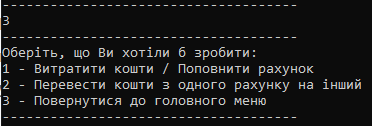 ------------------------------------
3
------------------------------------
Оберіть, що Ви хотіли б зробити:
1 - Витратити кошти / Поповнити рахунок
2 - Перевести кошти з одного рахунку на інший
3 - Повернутися до головного меню
------------------------------------